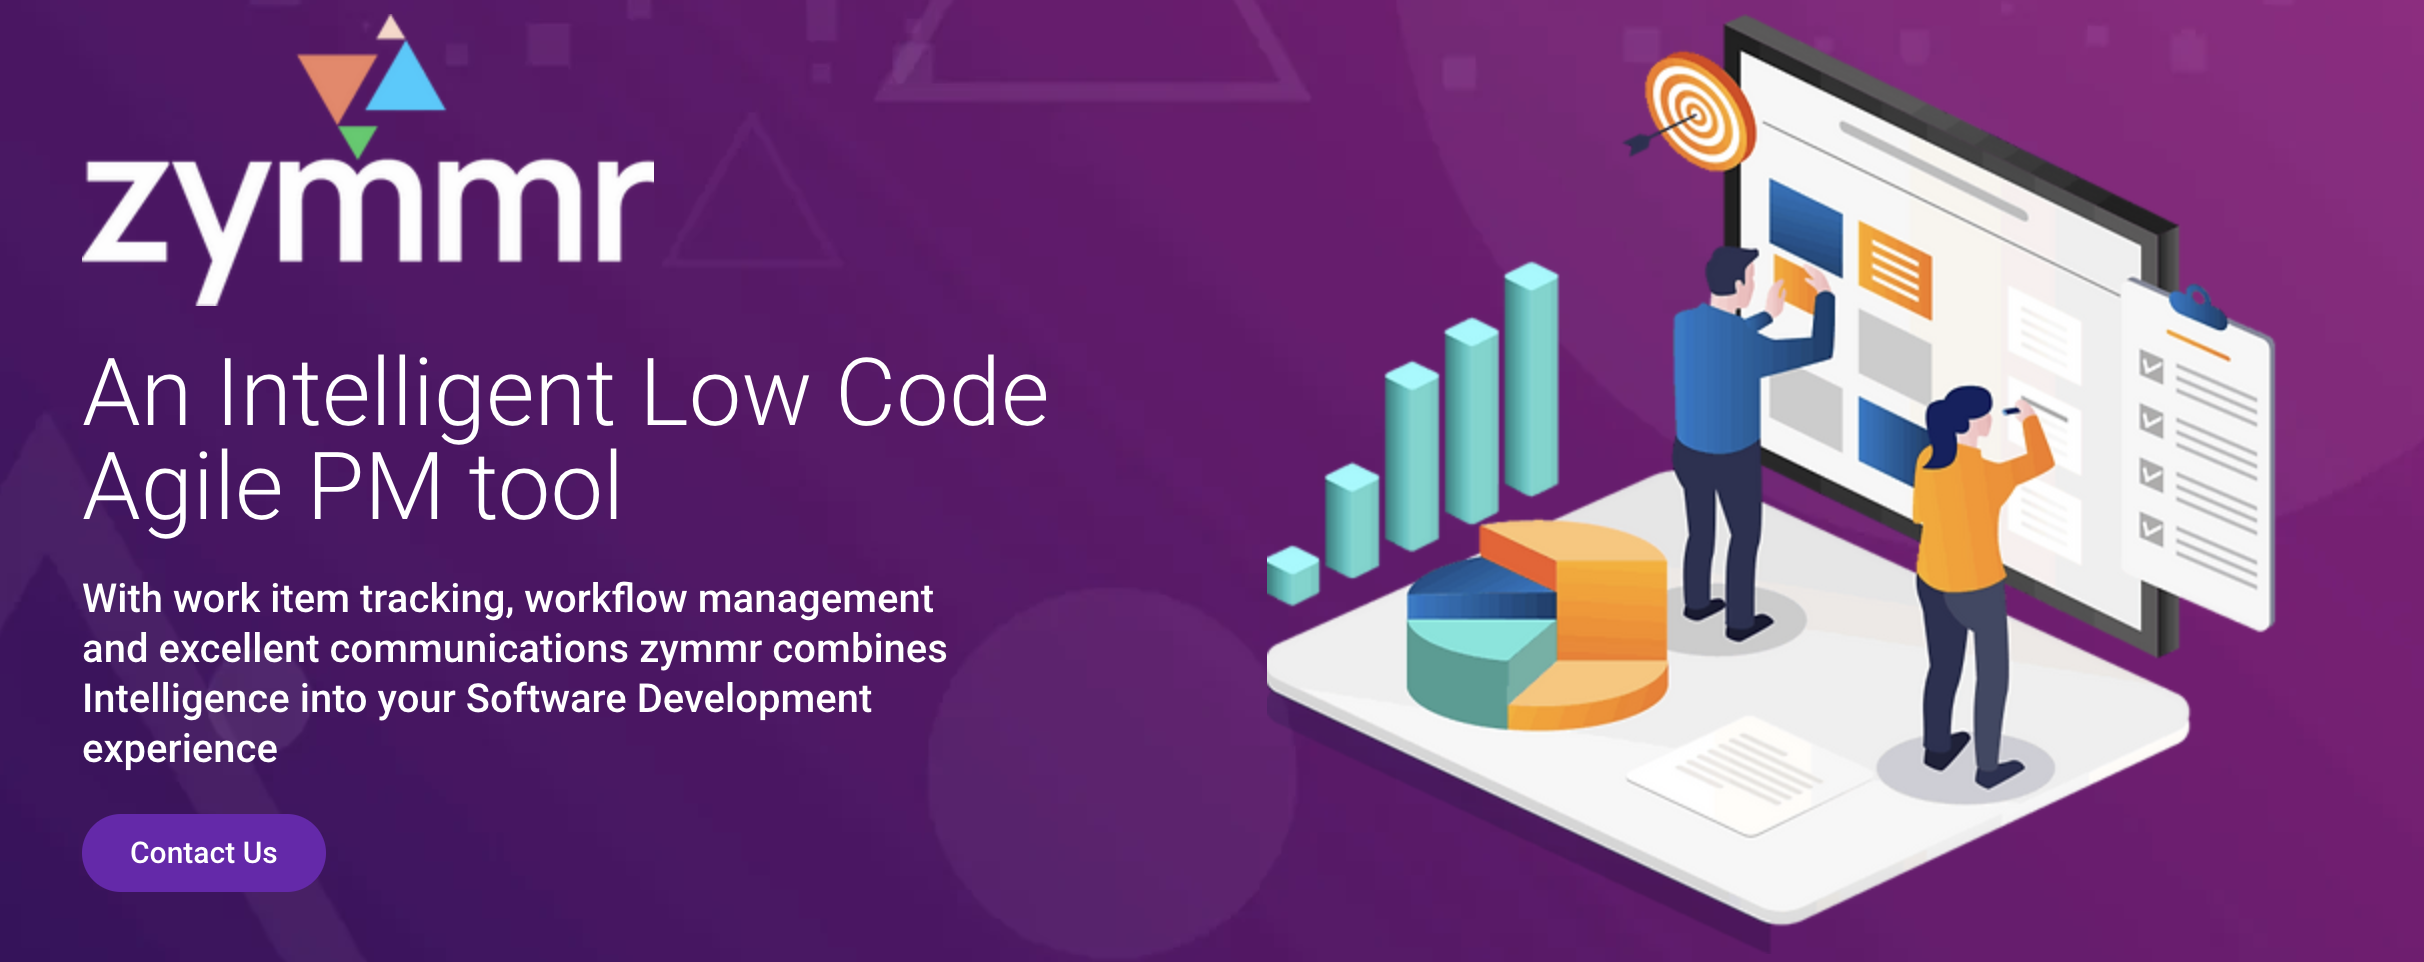 zymmr
An Intelligent Low Code
Agile PM tool
With work item tracking, workflow management
and excellent communications zymmr combines
Intelligence into your Software Development
experience
Contact Us